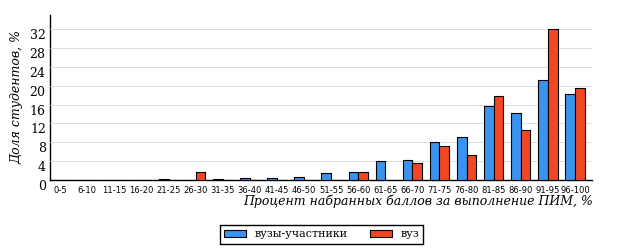 Доля студентов, %
32
28
24
20
16
12
8
4
0
0-5 6-10 11-15 16-20 21-25 26-30 31-35 36-40 41-45 46-50 51-55 56-60 61-65 66-70 71-75 76-80 81-85 86-90 91-95 96-100
Процент набранных баллов за выполнение ПИМ, %
вузы-участники вуз